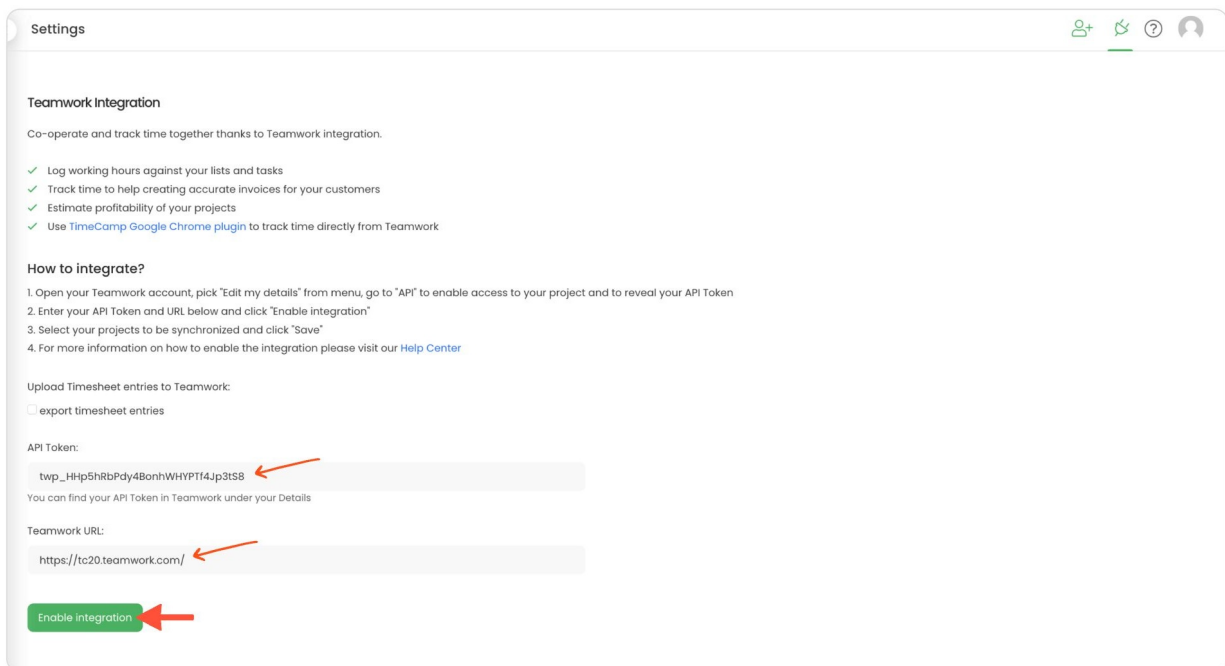 Settings
Teamwork Integration
Co-operate and track time together thanks to Teamwork integration.
Log working hours against your lists and tasks
Track time to help creating accurate invoices for your customers
Estimate profitability of your projects
Use TimeCamp Google Chrome plugin to track time directly from Teamwork
How to integrate?
1. Open your Teamwork account, pick "Edit my details" from menu, go to "API" to enable access to your project and to reveal your API Token
2. Enter your API Token and URL below and click "Enable integration"
3. Select your projects to be synchronized and click "Save"
4. For more information on how to enable the integration please visit our Help Center
Upload Timesheet entries to Teamwork:
export timesheet entries
API Token:
twp_HHp5hRbPdy4BonhWHYPTf4Jp3tS8
You can find your API Token in Teamwork under your Details
Teamwork URL:
https://tc20.teamwork.com/
Enable integration